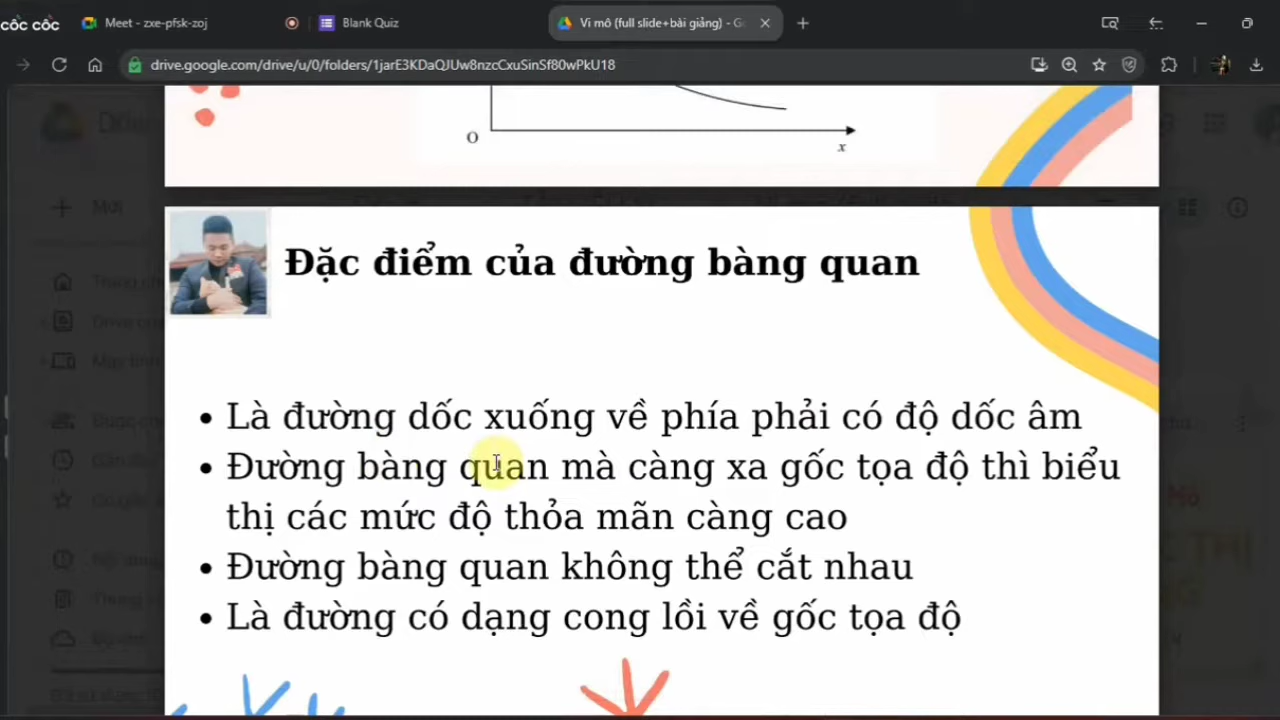 cốc cốc
Meet - zxe-pfsk-zoj
Blank Quiz
Vi mô (full slide+bài giảng) - Go
drive.google.com/drive/u/0/folders/1jarE3KDaQJUw8nzcCxuSinSf80wPkU18
O
x
Mới
Đặc điểm của đường bàng quan
• Là đường dốc xuống về phía phải có độ dốc âm
• Đường bàng quan mà càng xa gốc tọa độ thì biểu
thị các mức độ thỏa mãn càng cao
• Đường bàng quan không thể cắt nhau
• Là đường có dạng cong lồi về gốc tọa độ